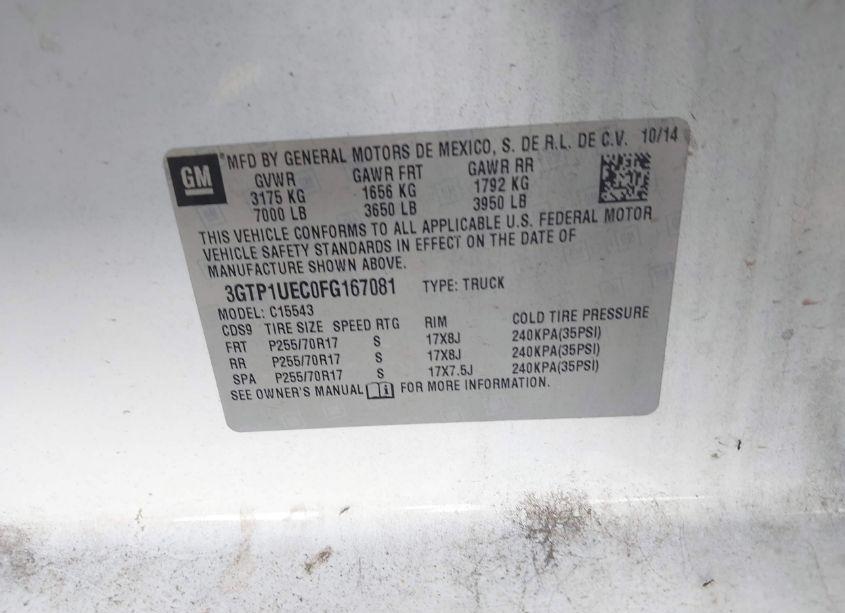 GM
®MFD BY GENERAL MOTORS DE MEXICO, S. DE R.L. DE C.V. 10/14
GVWR GAWR FRT GAWR RR
3175 KG 1656 KG 1792 KG
7000 LB 3650 LB 3950 LB
THIS VEHICLE CONFORMS TO ALL APPLICABLE U.S. FEDERAL MOTOR
VEHICLE SAFETY STANDARDS IN EFFECT ON THE DATE OF
MANUFACTURE SHOWN ABOVE.
3GTP1UEC0FG167081 TYPE: TRUCK
MODEL: C15543
CDS9 TIRE SIZE SPEED RTG RIM COLD TIRE PRESSURE
FRT P255/70R17 S 17X8J 240KPA(35PSI)
RR P255/70R17 S 17X8J 240KPA(35PSI)
SPA P255/70R17 S 17X7.5J 240KPA(35PSI)
SEE OWNER'S MANUAL FOR MORE INFORMATION.